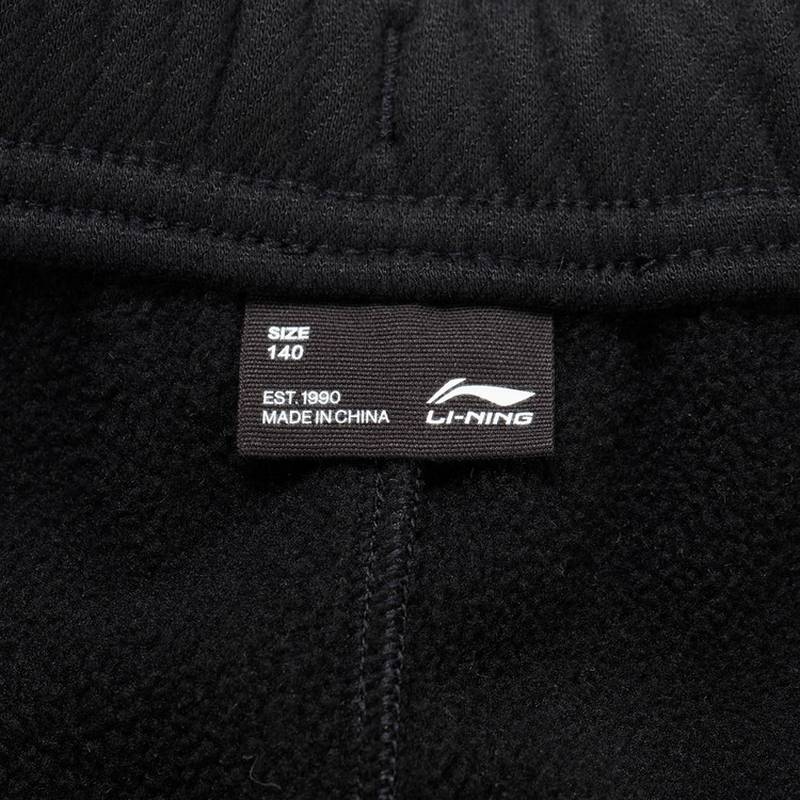 SIZE
140
EST. 1990
MADE IN CHINA
LI-NING